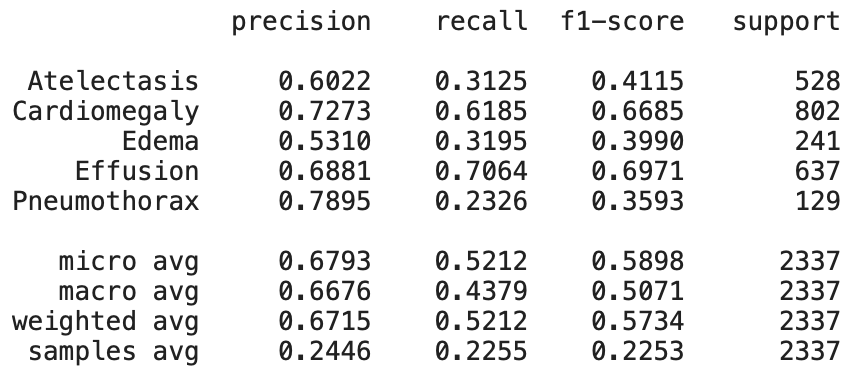 precision recall f1-score support
Atelectasis 0.6022 0.3125 0.4115 528
Cardiomegaly 0.7273 0.6185 0.6685 802
Edema 0.5310 0.3195 0.3990 241
Effusion 0.6881 0.7064 0.6971 637
Pneumothorax 0.7895 0.2326 0.3593 129
micro avg 0.6793 0.5212 0.5898 2337
macro avg 0.6676 0.4379 0.5071 2337
weighted avg 0.6715 0.5212 0.5734 2337
samples avg 0.2446 0.2255 0.2253 2337